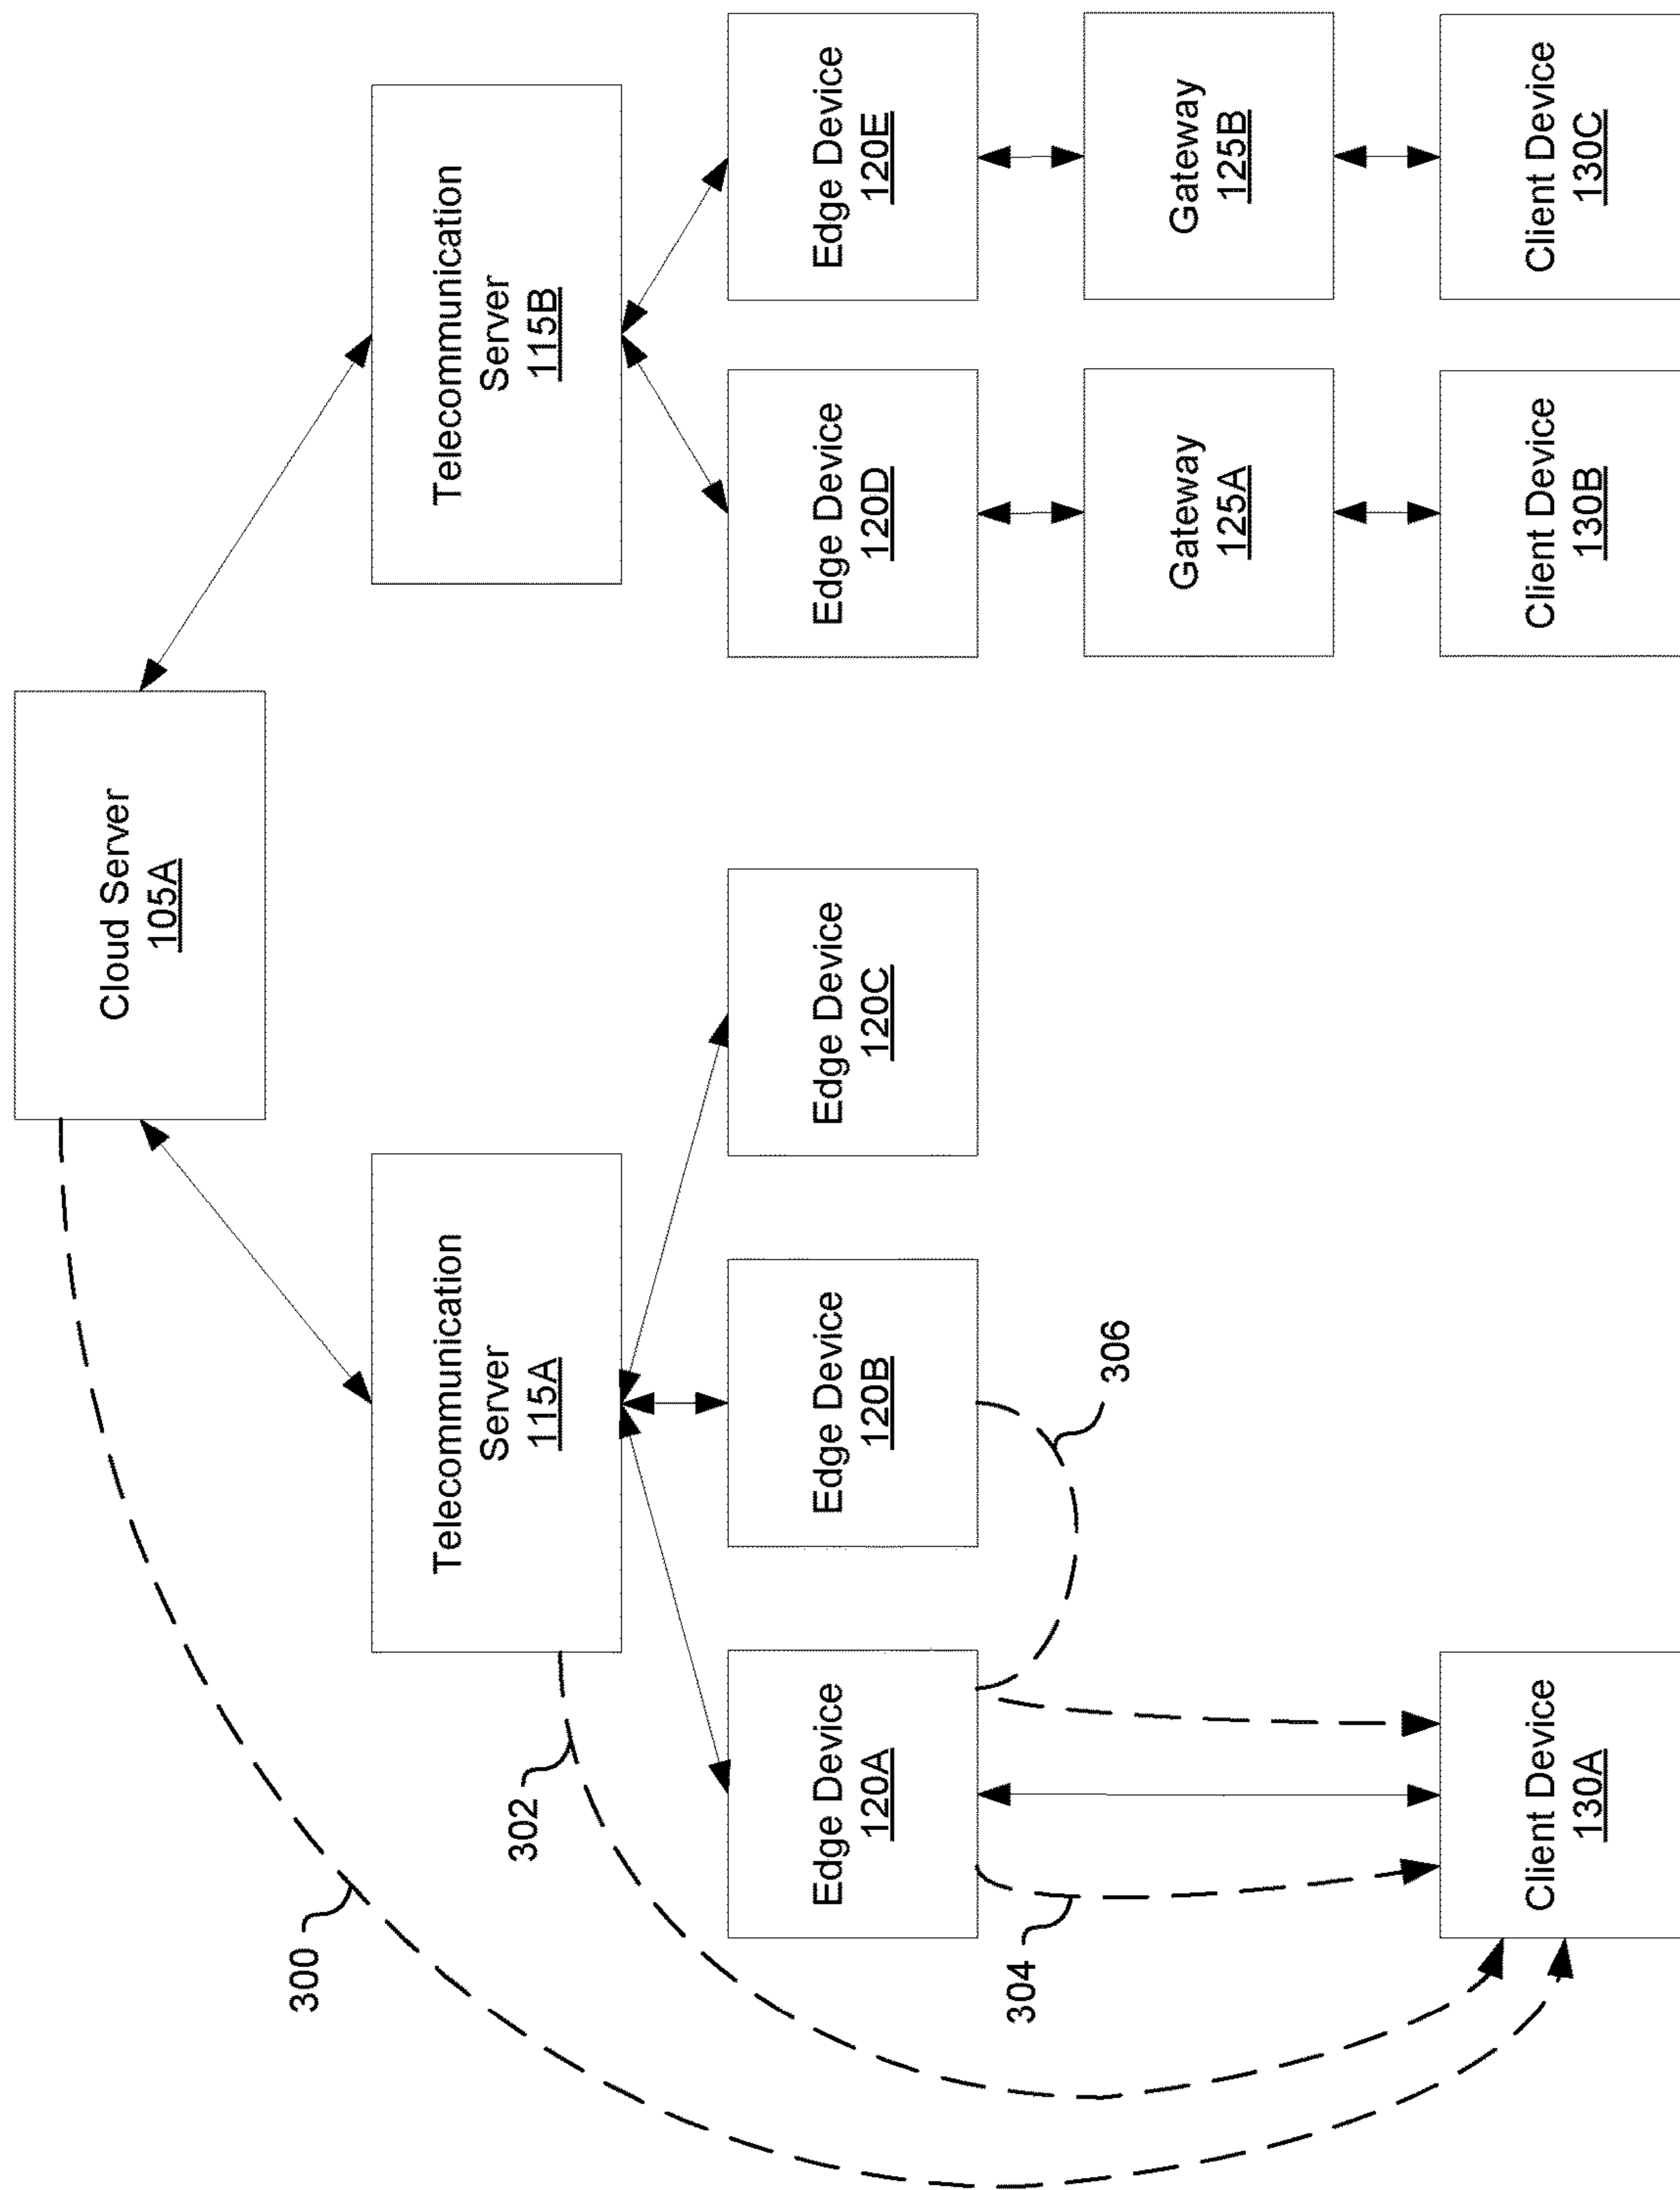 Cloud Server
105A
Telecommunication
Server
115A
Telecommunication
Server
115B
Edge Device
120A
Edge Device
120B
Edge Device
120C
Edge Device
120D
Edge Device
120E
Gateway
125A
Gateway
125B
Client Device
130A
Client Device
130B
Client Device
130C
300
302
304
306